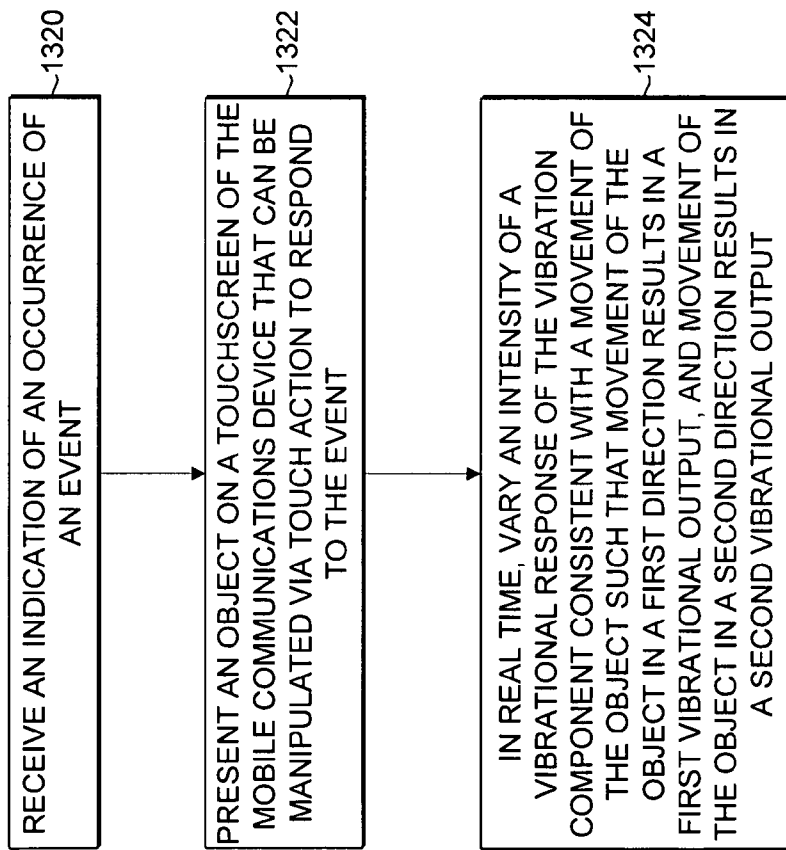 RECEIVE AN INDICATION OF AN OCCURRENCE OF
AN EVENT
1320
PRESENT AN OBJECT ON A TOUCHSCREEN OF THE
MOBILE COMMUNICATIONS DEVICE THAT CAN BE
MANIPULATED VIA TOUCH ACTION TO RESPOND
TO THE EVENT
1322
IN REAL TIME, VARY AN INTENSITY OF A
VIBRATIONAL RESPONSE OF THE VIBRATION
COMPONENT CONSISTENT WITH A MOVEMENT OF
THE OBJECT SUCH THAT MOVEMENT OF THE
OBJECT IN A FIRST DIRECTION RESULTS IN A
FIRST VIBRATIONAL OUTPUT, AND MOVEMENT OF
THE OBJECT IN A SECOND DIRECTION RESULTS IN
A SECOND VIBRATIONAL OUTPUT
1324